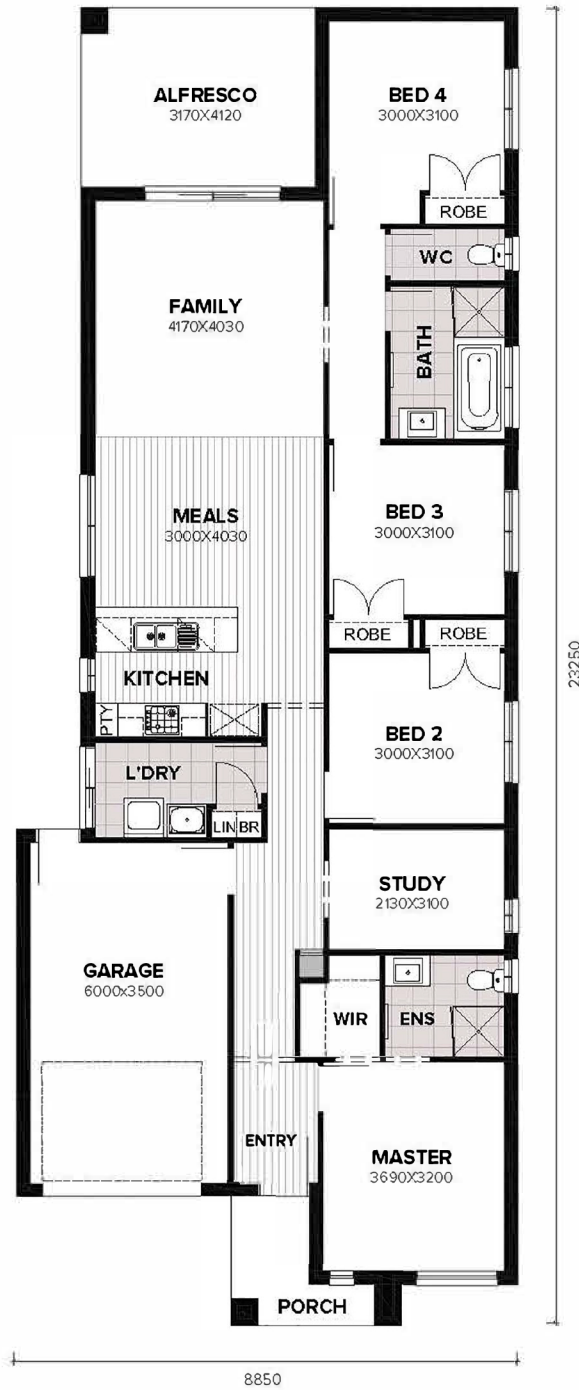 ALFRESCO
3170X4120
BED 4
3000X3100
ROBE
WC
FAMILY
4170X4030
BATH
MEALS
3000X4030
BED 3
3000X3100
ROBE
ROBE
KITCHEN
PTY
BED 2
3000X3100
L'DRY
LIN
BR
STUDY
2130X3100
GARAGE
6000x3500
WIR
ENS
ENTRY
MASTER
3690X3200
PORCH
23250
8850